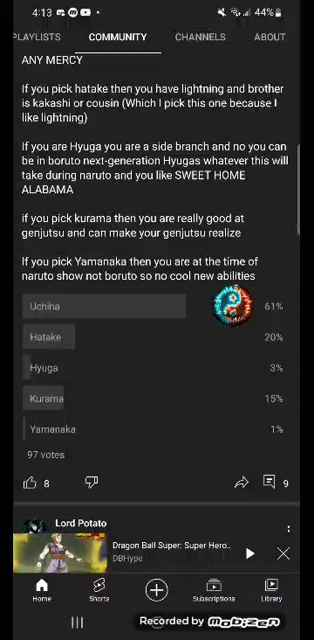 4:13
44%
PLAYLISTS COMMUNITY CHANNELS ABOUT
ANY MERCY
If you pick hatake then you have lightning and brother
is kakashi or cousin (Which I pick this one because I
like lightning)
If you are Hyuga you are a side branch and no you can
be in boruto next-generation Hyugas whatever this will
take during naruto and you like SWEET HOME
ALABAMA
if you pick kurama then you are really good at
genjutsu and can make your genjutsu realize
If you pick Yamanaka then you are at the time of
naruto show not boruto so no cool new abilities
Uchiha 61%
Hatake 20%
Hyuga 3%
Kurama 15%
Yamanaka 1%
97 votes
8 9
Lord Potato
Dragon Ball Super: Super Hero..
DBHype
Home Shorts Subscriptions Library
Recorded by Mobizen